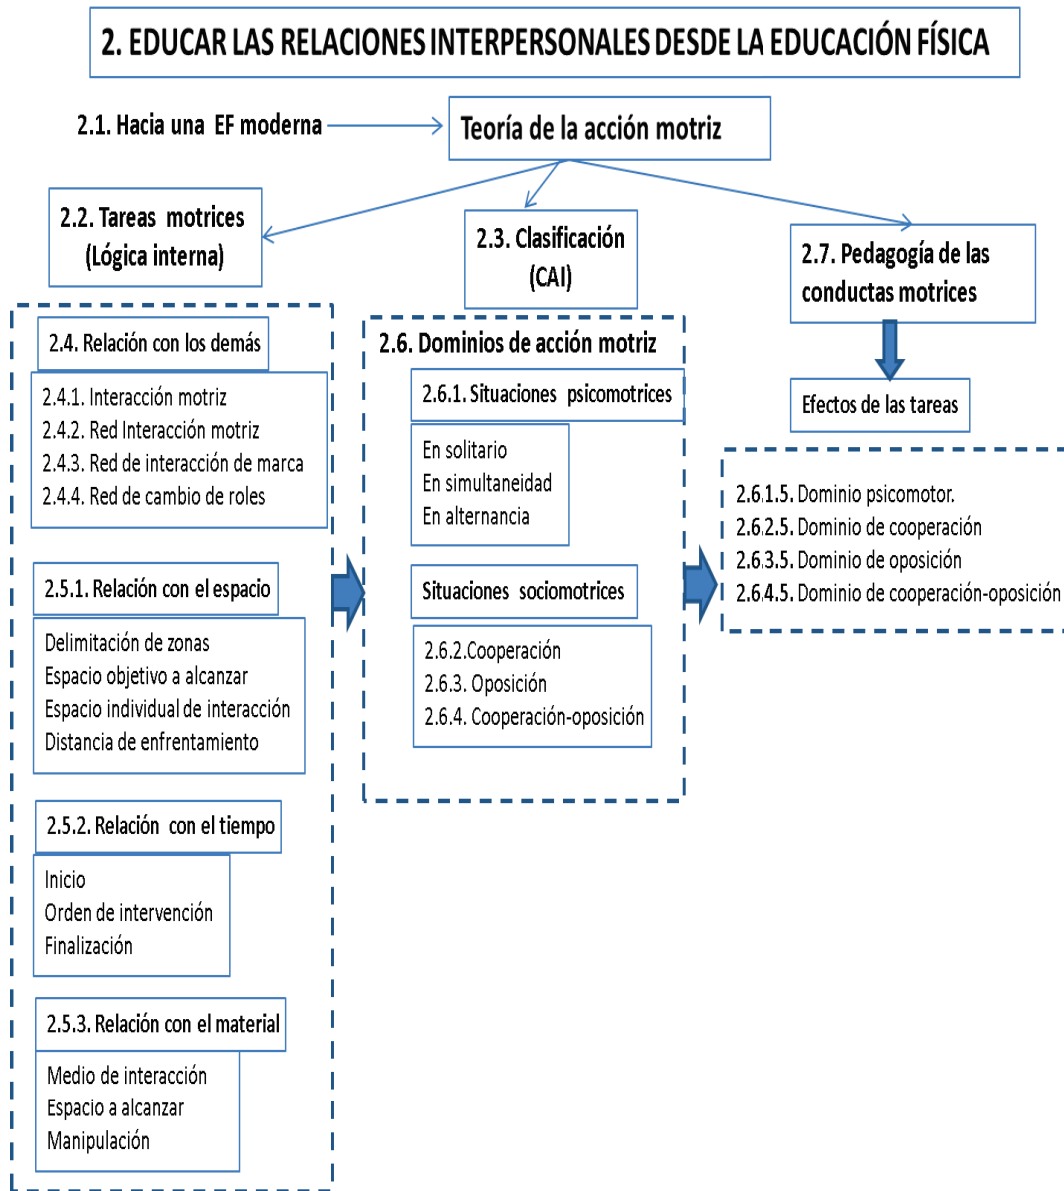 2. EDUCAR LAS RELACIONES INTERPERSONALES DESDE LA EDUCACIÓN FÍSICA
2.1. Hacia una EF moderna
Teoría de la acción motriz
2.2. Tareas motrices
(Lógica interna)
2.3. Clasificación
(CAI)
2.7. Pedagogía de las
conductas motrices
2.4. Relación con los demás
2.4.1. Interacción motriz
2.4.2. Red Interacción motriz
2.4.3. Red de interacción de marca
2.4.4. Red de cambio de roles
2.5.1. Relación con el espacio
Delimitación de zonas
Espacio objetivo a alcanzar
Espacio individual de interacción
Distancia de enfrentamiento
2.5.2. Relación con el tiempo
Inicio
Orden de intervención
Finalización
2.5.3. Relación con el material
Medio de interacción
Espacio a alcanzar
Manipulación
2.6. Dominios de acción motriz
2.6.1. Situaciones psicomotrices
En solitario
En simultaneidad
En alternancia
Situaciones sociomotrices
2.6.2.Cooperación
2.6.3. Oposición
2.6.4. Cooperación-oposición
Efectos de las tareas
2.6.1.5. Dominio psicomotor.
2.6.2.5. Dominio de cooperación
2.6.3.5. Dominio de oposición
2.6.4.5. Dominio de cooperación-oposición